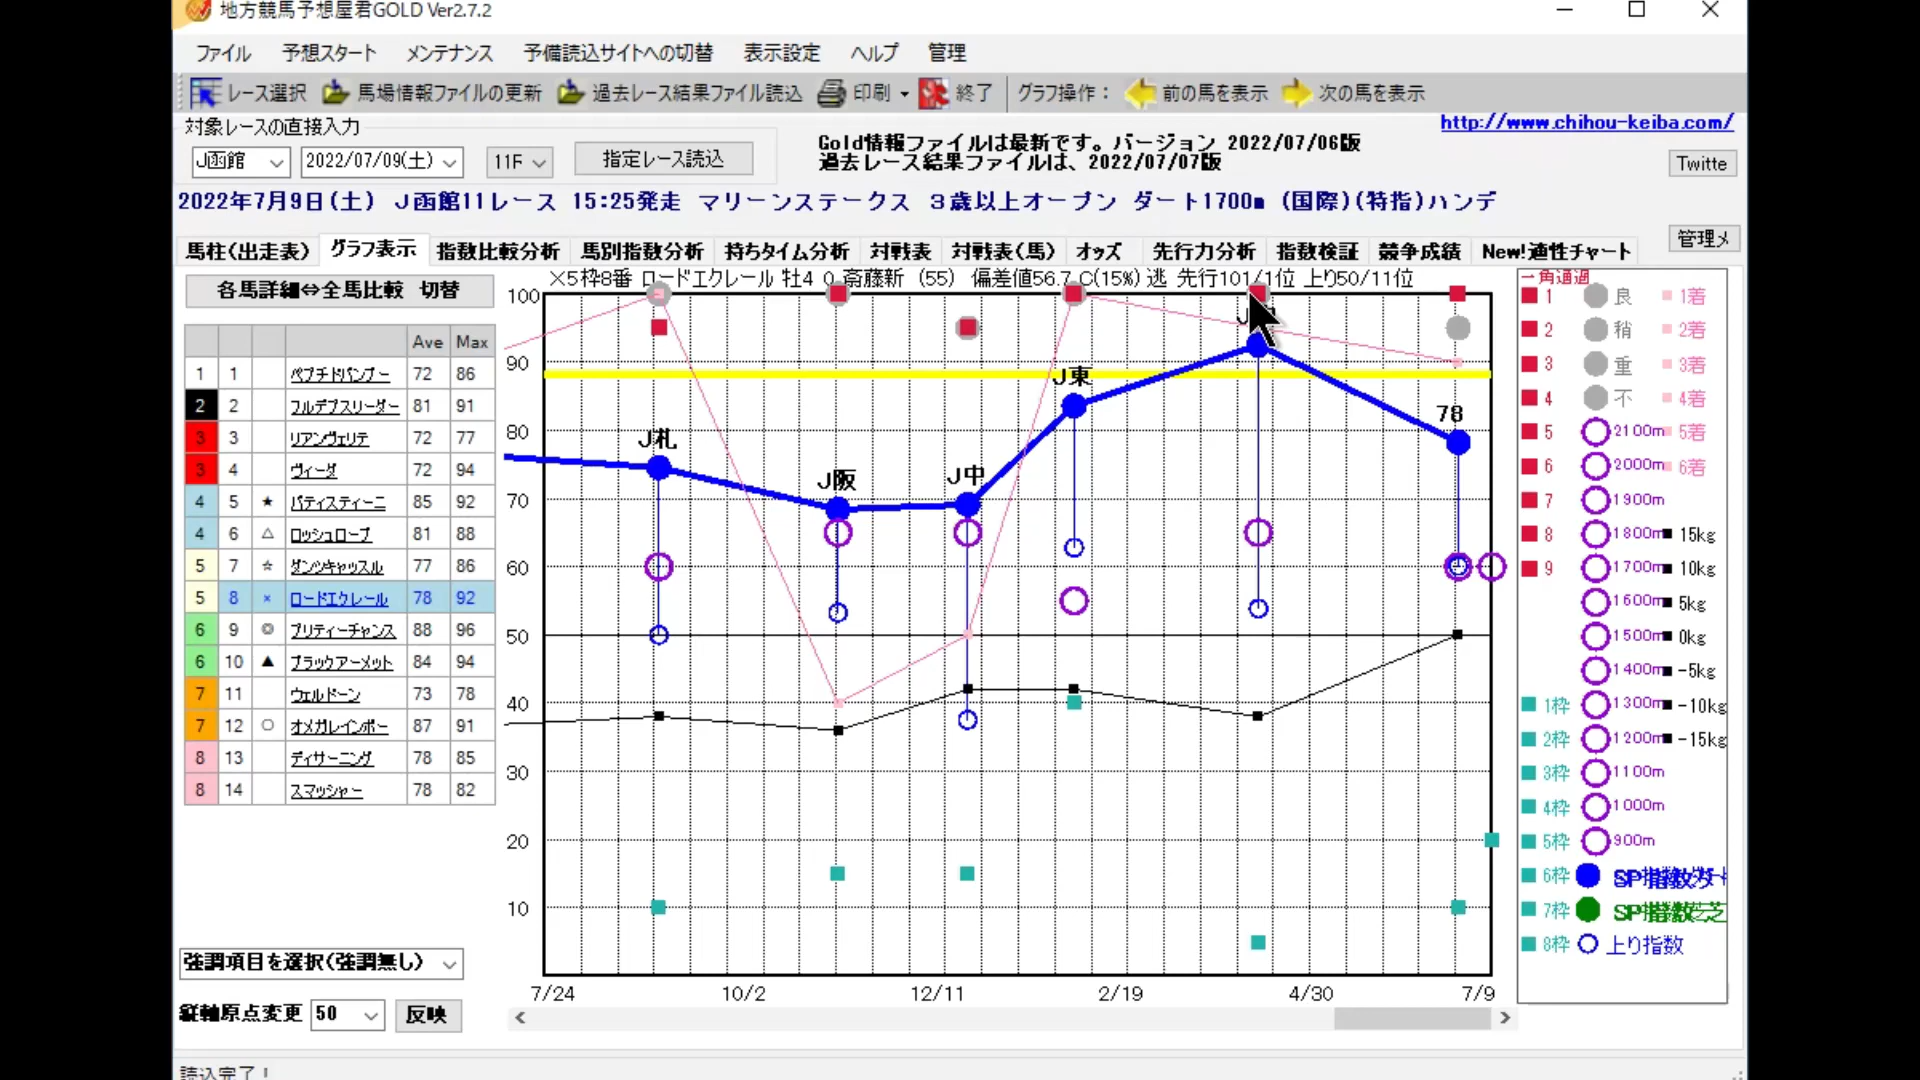 地方競馬予想屋君GOLD Ver2.7.2
ファイル 予想スタート メンテナンス 予備読込サイトへの切替 表示設定 ヘルプ 管理
レース選択 馬場情報ファイルの更新 過去レース結果ファイル読込 印刷 終了 グラフ操作： 前の馬を表示 次の馬を表示
http://www.chihou-keiba.com/
対象レースの直接入力
J函館 2022/07/09(土) 11R 指定レース読込
Gold情報ファイルは最新です。バージョン 2022/07/06版
過去レース結果ファイルは、2022/07/07版
Twitte
2022年7月9日(土) J函館11レース 15:25発走 マリーンステークス 3歳以上オープン ダート1700m (国際)(特指)ハンデ
管理メ
馬柱(出走表) グラフ表示 指数比較分析 馬別指数分析 持ちタイム分析 対戦表 対戦表(馬) オッズ 先行力分析 指数検証 競争成績 New!適性チャート
各馬詳細⇔全馬比較 切替
×5枠8番 ロードエクレール 牡4 0 斎藤新 (55) 偏差値56.7 C(15%) 逃 先行101/1位 上り50/11位
Ave Max
1 1 ペプチドバンブー 72 86
2 2 フルデプスリーダー 81 91
3 3 リアンヴェリテ 72 77
3 4 ヴィーダ 72 94
4 5 ★ バティスティーニ 85 92
4 6 △ ロッシュローブ 81 88
5 7 ☆ ダンツキャッスル 77 86
5 8 × ロードエクレール 78 92
6 9 ◎ プリティーチャンス 88 96
6 10 ▲ ブラックアーメット 84 94
7 11 ウェルドーン 73 78
7 12 ○ オメガレインボー 87 91
8 13 ディサーニング 78 85
8 14 スマッシャー 78 82
100
90
80
70
60
50
40
30
20
10
J札
J阪
J中
J東
78
7/24 10/2 12/11 2/19 4/30 7/9
一角通過
1 良 1着
2 稍 2着
3 重 3着
4 不 4着
5 2100m 5着
6 2000m 6着
7 1900m
8 1800m 15kg
9 1700m 10kg
1600m 5kg
1500m 0kg
1400m -5kg
1枠 1300m -10kg
2枠 1200m -15kg
3枠 1100m
4枠 1000m
5枠 900m
6枠
7枠
8枠 上り指数
強調項目を選択(強調無し)
縦軸原点変更 50 反映
読込完了！